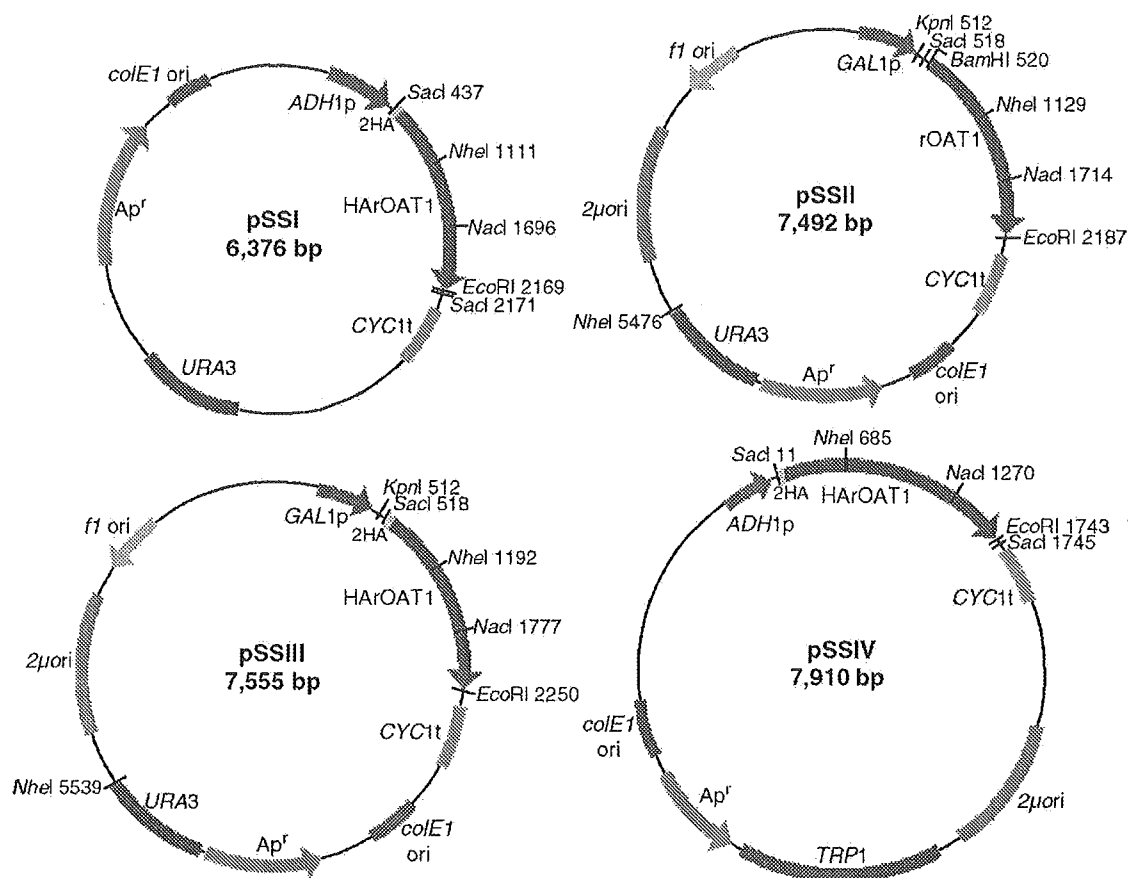 colE1 ori
ADH1p
SacI 437
2HA
NheI 1111
HArOAT1
Apʳ
pSSI
6,376 bp
NacI 1696
EcoRI 2169
SacI 2171
CYC1t
URA3
KpnI 512
SacI 518
BamHI 520
f1 ori
GAL1p
NheI 1129
rOAT1
NacI 1714
2μori
pSSII
7,492 bp
EcoRI 2187
CYC1t
NheI 5476
URA3
Apʳ
colE1
ori
KpnI 512
SacI 518
GAL1p
2HA
f1 ori
NheI 1192
HArOAT1
NacI 1777
2μori
pSSIII
7,555 bp
EcoRI 2250
CYC1t
NheI 5539
URA3
Apʳ
colE1
ori
NheI 685
SacI 11
2HA
HArOAT1
NacI 1270
ADH1p
EcoRI 1743
SacI 1745
CYC1t
pSSIV
7,910 bp
colE1
ori
Apʳ
2μori
TRP1